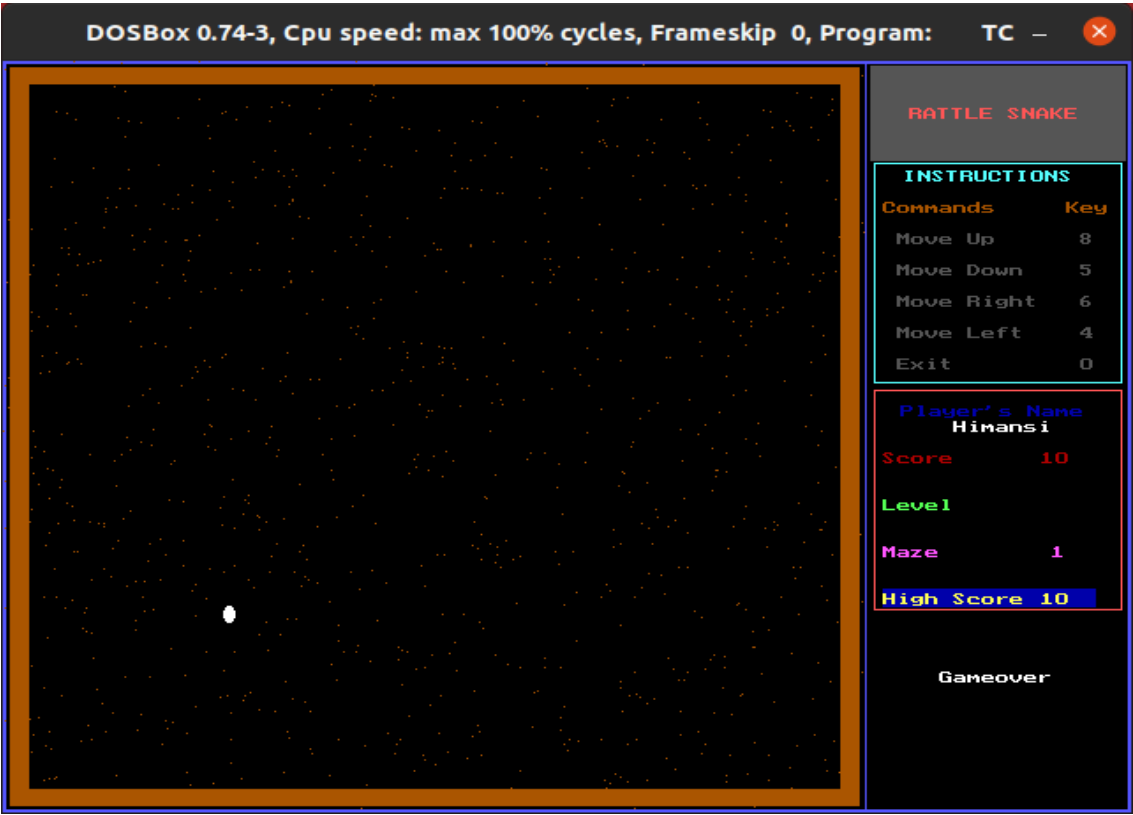 DOSBox 0.74-3, Cpu speed: max 100% cycles, Frameskip 0, Program: TC
RATTLE SNAKE
INSTRUCTIONS
Commands Key
Move Up 8
Move Down 5
Move Right 6
Move Left 4
Exit 0
Player's Name
Himansi
Score 10
Level
Maze 1
High Score 10
Gameover